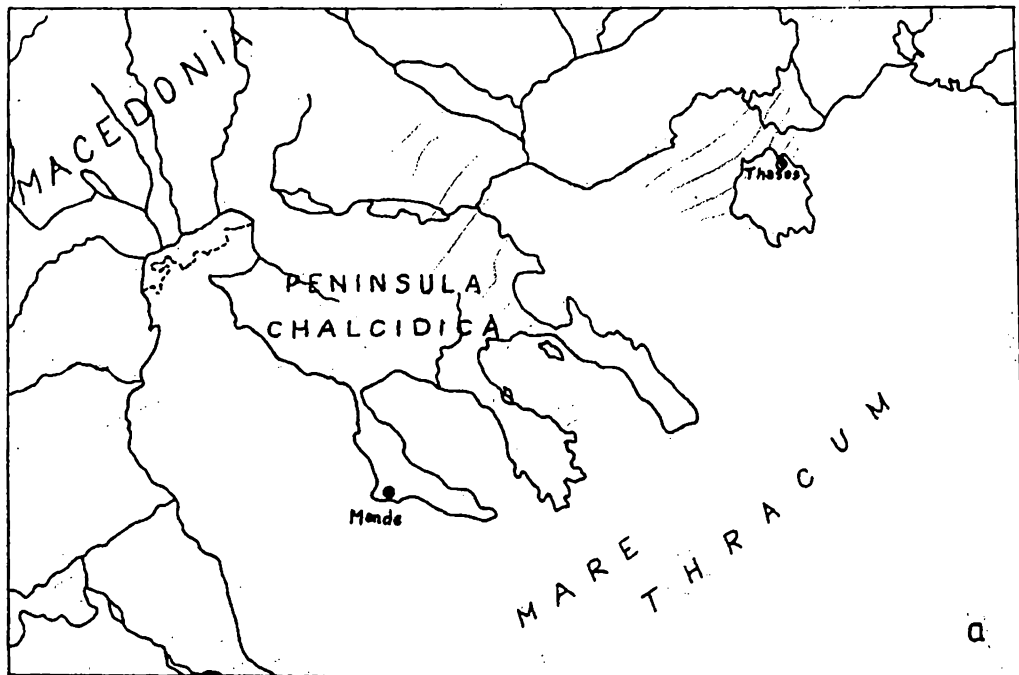 MACEDONIA
Thasos
PENINSULA
CHALCIDICA
Mende
MARE
THRACUM
a